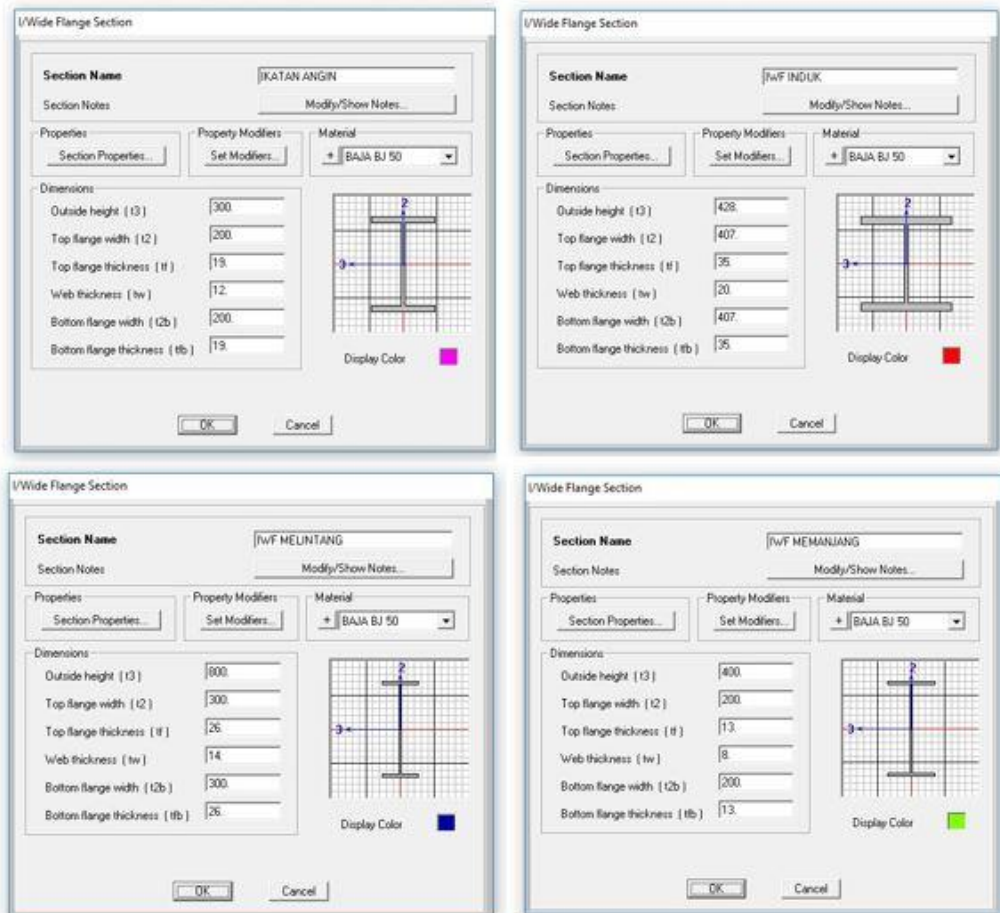 I/Wide Flange Section
Section Name IKATAN ANGIN
Section Notes Modify/Show Notes...
Properties Property Modifiers Material
Section Properties... Set Modifiers... + BAJA BJ 50
Dimensions
Outside height ( t3 ) 300.
Top flange width ( t2 ) 200.
Top flange thickness ( tf ) 19.
Web thickness ( tw ) 12.
Bottom flange width ( t2b ) 200.
Bottom flange thickness ( tfb ) 19.
2
3
Display Color
OK Cancel
I/Wide Flange Section
Section Name IWF INDUK
Section Notes Modify/Show Notes...
Properties Property Modifiers Material
Section Properties... Set Modifiers... + BAJA BJ 50
Dimensions
Outside height ( t3 ) 428.
Top flange width ( t2 ) 407.
Top flange thickness ( tf ) 35.
Web thickness ( tw ) 20.
Bottom flange width ( t2b ) 407.
Bottom flange thickness ( tfb ) 35.
2
3
Display Color
OK Cancel
I/Wide Flange Section
Section Name IWF MELINTANG
Section Notes Modify/Show Notes...
Properties Property Modifiers Material
Section Properties... Set Modifiers... + BAJA BJ 50
Dimensions
Outside height ( t3 ) 800.
Top flange width ( t2 ) 300.
Top flange thickness ( tf ) 26.
Web thickness ( tw ) 14.
Bottom flange width ( t2b ) 300.
Bottom flange thickness ( tfb ) 26.
2
3
Display Color
OK Cancel
I/Wide Flange Section
Section Name IWF MEMANJANG
Section Notes Modify/Show Notes...
Properties Property Modifiers Material
Section Properties... Set Modifiers... + BAJA BJ 50
Dimensions
Outside height ( t3 ) 400.
Top flange width ( t2 ) 200.
Top flange thickness ( tf ) 13.
Web thickness ( tw ) 8.
Bottom flange width ( t2b ) 200.
Bottom flange thickness ( tfb ) 13.
2
3
Display Color
OK Cancel